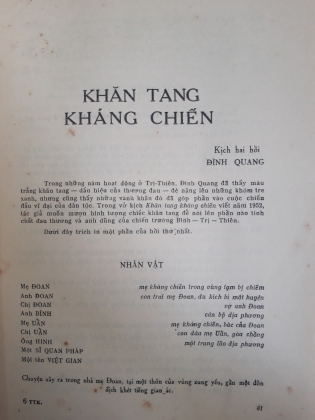 KHĂN TANG
KHÁNG CHIẾN
Kịch hai hồi
ĐÌNH QUANG
Trong những năm hoạt động ở Trị-Thiên, Đình Quang đã thấy màu
trắng khăn tang — dấu hiệu của thương đau — đè nặng lên những khóm tre
xanh, nhưng cũng thấy những vành khăn đó đã góp phần vào cuộc chiến
đấu vĩ đại của dân tộc. Trong vở kịch Khăn tang kháng chiến viết năm 1952,
tác giả muốn mượn hình tượng chiếc khăn tang để nói lên phần nào tính
chất đau thương và anh dũng của chiến trường Bình — Trị — Thiên.
Dưới đây trích in một phần của hồi thứ nhất.
NHÂN VẬT
Mẹ ĐOAN mẹ kháng chiến trong vùng tạm bị chiếm
Anh ĐOAN con trai mẹ Đoan, du kích bí mật
Chị ĐOAN vợ anh Đoan
Anh BÌNH cán bộ địa phương
Mẹ UẨN mẹ kháng chiến, bác của Đoan
Chị UẨN con dâu mẹ Uẩn, góa chồng
Ông HINH một trung lão địa phương
Một SĨ QUAN PHÁP
Một tên VIỆT GIAN
Chuyện xảy ra trong nhà mẹ Đoan, tại một thôn của vùng sung yếu, gần một đồn
địch khét tiếng gian ác.
6 TTK.
81